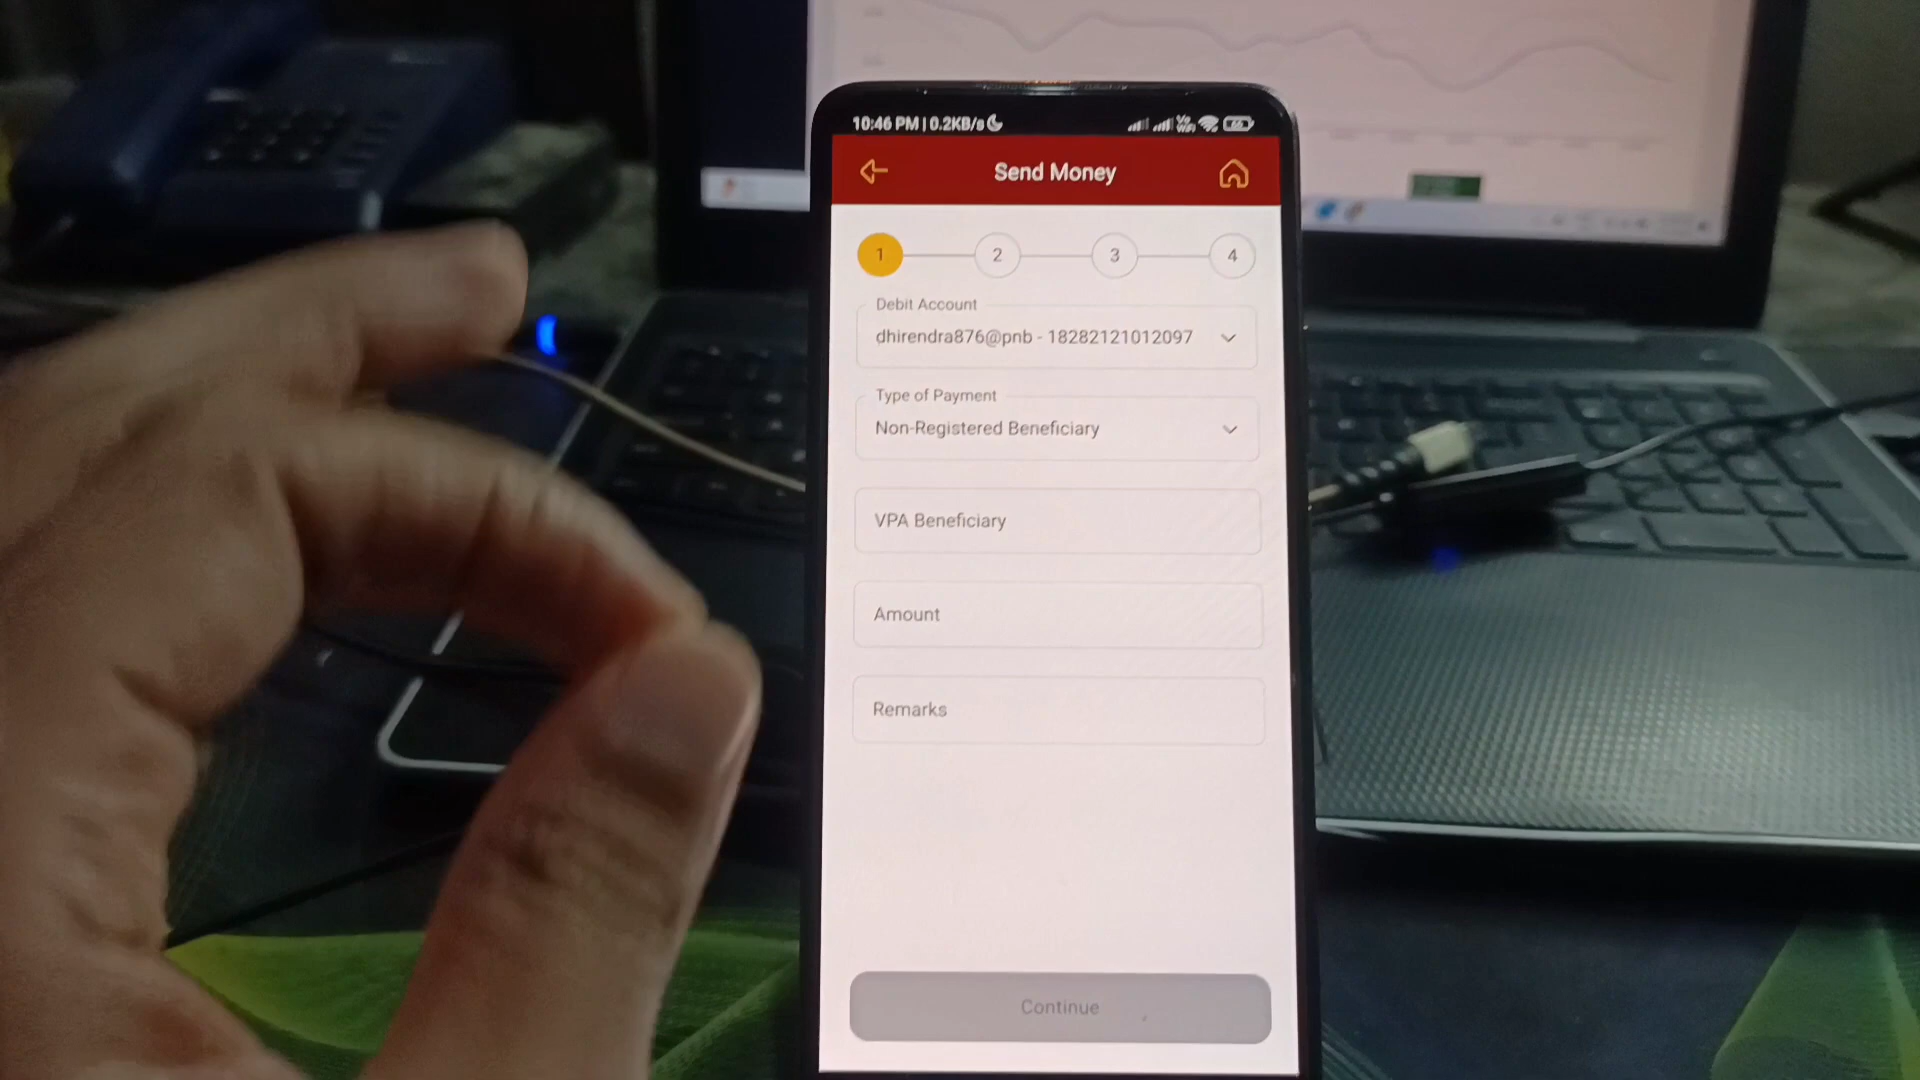 10:46 PM | 0.2KB/s
Send Money
1 2 3 4
Debit Account
dhirendra876@pnb - 18282121012097
Type of Payment
Non-Registered Beneficiary
VPA Beneficiary
Amount
Remarks
Continue